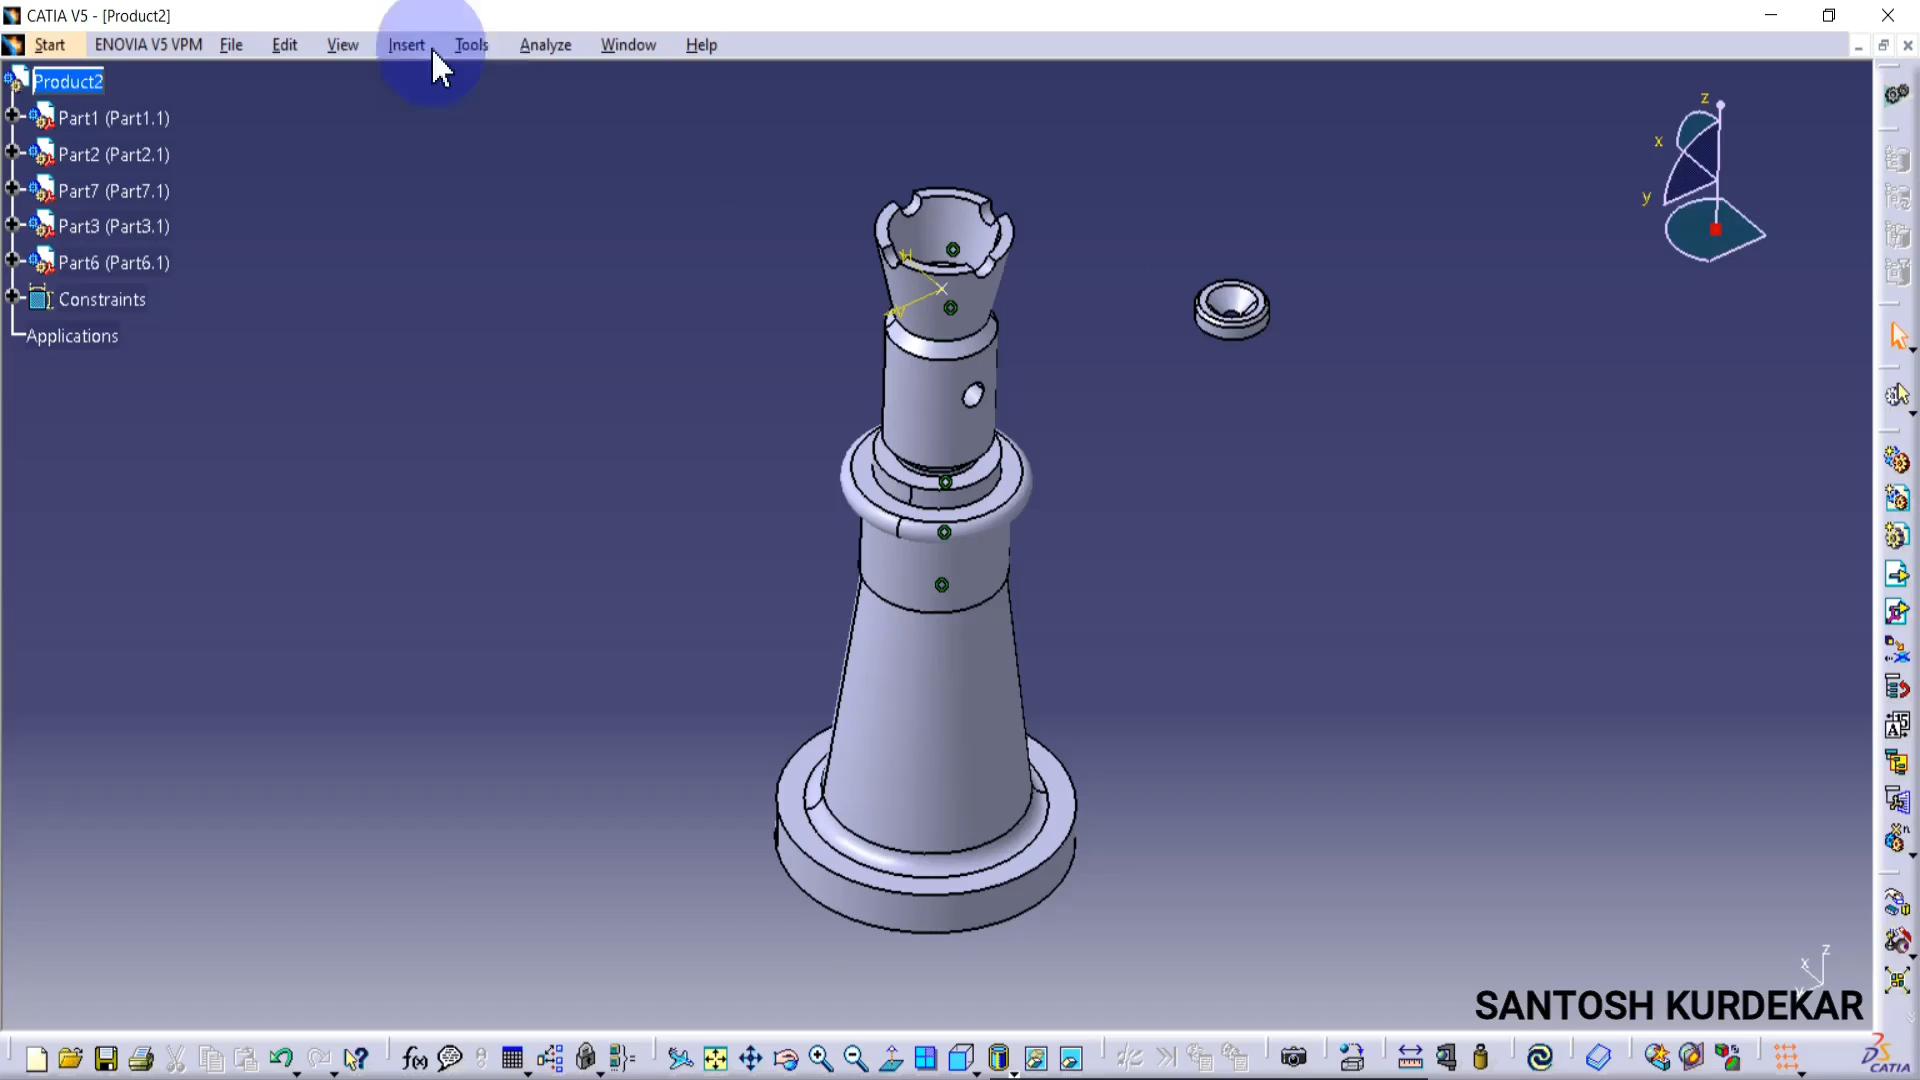 CATIA V5 - [Product2]
Start ENOVIA V5 VPM File Edit View Insert Tools Analyze Window Help
Product2
Part1 (Part1.1)
Part2 (Part2.1)
Part7 (Part7.1)
Part3 (Part3.1)
Part6 (Part6.1)
Constraints
Applications
z
x
y
H
V
z
x
SANTOSH KURDEKAR
f(x)
CATIA